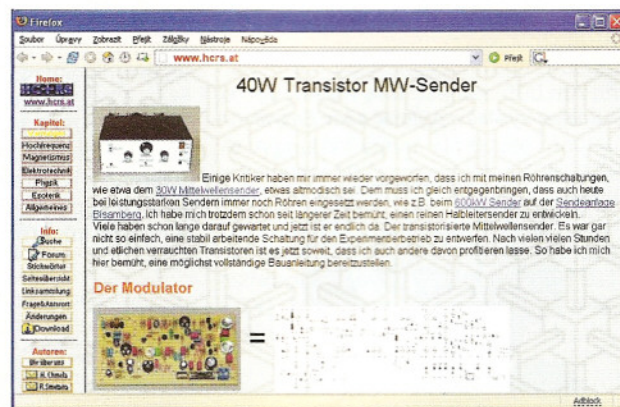 Firefox
Soubor Úpravy Zobrazit Přejít Záložky Nástroje Nápověda
www.hcrs.at
Přejít
Home:
www.hcrs.at
Kapitel:
Hochfrequenz
Magnetismus
Elektrotechnik
Physik
Esoterik
Allgemeines
Info:
Suche
Forum
Stichwörter
Seitenübersicht
Linksammlung
Frage&Antwort
Änderungen
Download
Autoren:
Wir über uns
40W Transistor MW-Sender
Einige Kritiker haben mir immer wieder vorgeworfen, dass ich mit meinen Röhrenschaltungen,
wie etwa dem 30W Mittelwellensender, etwas altmodisch sei. Dem muss ich gleich entgegenbringen, dass auch heute
bei leistungsstarken Sendern immer noch Röhren eingesetzt werden, wie z.B. beim 600kW Sender auf der Sendeanlage
Bisamberg. Ich habe mich trotzdem schon seit längerer Zeit bemüht, einen reinen Halbleitersender zu entwickeln.
Viele haben schon lange darauf gewartet und jetzt ist er endlich da. Der transistorisierte Mittelwellensender. Es war gar
nicht so einfach, eine stabil arbeitende Schaltung für den Experimentierbetrieb zu entwerfen. Nach vielen vielen Stunden
und etlichen verrauchten Transistoren ist es jetzt soweit, dass ich auch andere davon profitieren lasse. So habe ich mich
hier bemüht, eine möglichst vollständige Bauanleitung bereitzustellen.
Der Modulator
=
Adblock